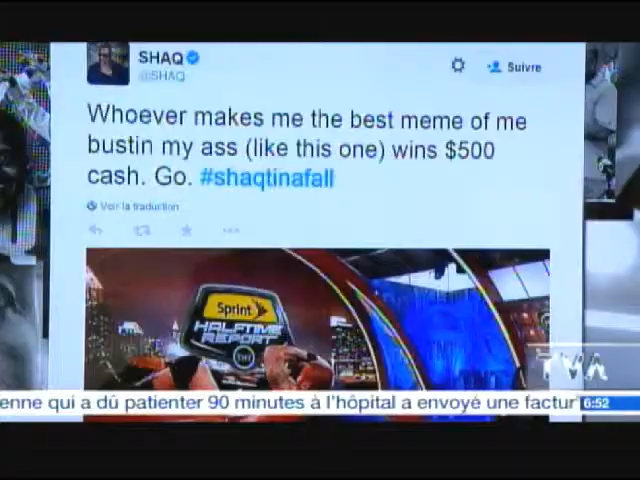 SHAQ
@SHAQ
Suivre
Whoever makes me the best meme of me
bustin my ass (like this one) wins $500
cash. Go. #shaqtinafall
Voir la traduction
Sprint
HALFTIME
REPORT
TNT
TVA
enne qui a dû patienter 90 minutes à l'hôpital a envoyé une factur
6:52